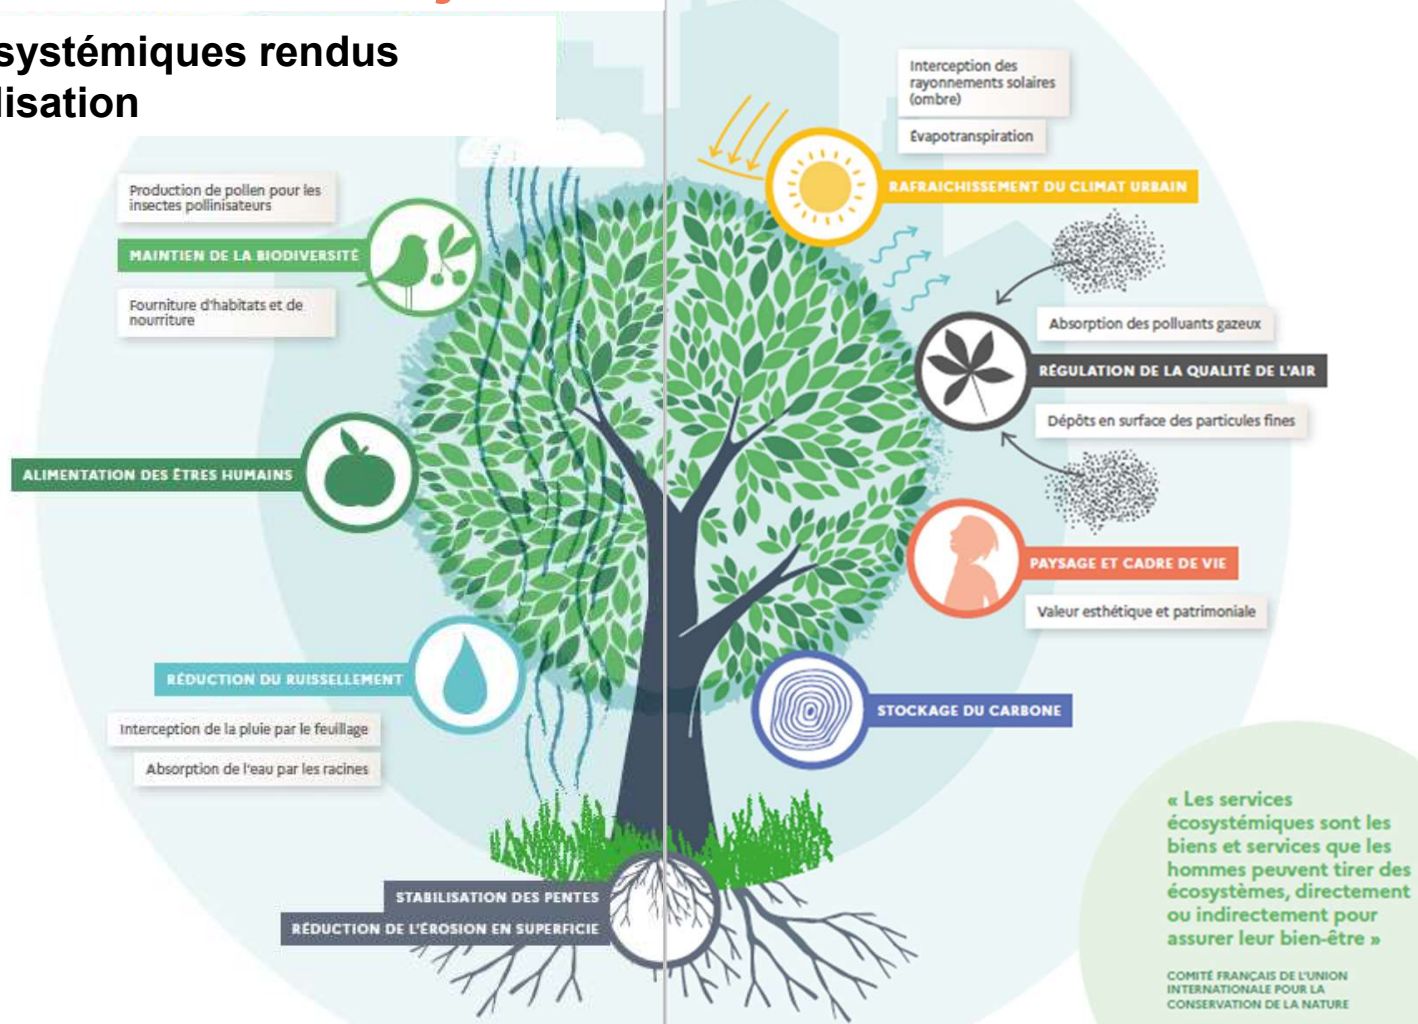 systémiques rendus
lisation
Interception des
rayonnements solaires
(ombre)
Évapotranspiration
RAFRAICHISSEMENT DU CLIMAT URBAIN
Production de pollen pour les
insectes pollinisateurs
MAINTIEN DE LA BIODIVERSITÉ
Fourniture d'habitats et de
nourriture
Absorption des polluants gazeux
RÉGULATION DE LA QUALITÉ DE L'AIR
Dépôts en surface des particules fines
ALIMENTATION DES ÊTRES HUMAINS
PAYSAGE ET CADRE DE VIE
Valeur esthétique et patrimoniale
RÉDUCTION DU RUISSELLEMENT
Interception de la pluie par le feuillage
Absorption de l'eau par les racines
STOCKAGE DU CARBONE
STABILISATION DES PENTES
RÉDUCTION DE L'ÉROSION EN SUPERFICIE
« Les services
écosystémiques sont les
biens et services que les
hommes peuvent tirer des
écosystèmes, directement
ou indirectement pour
assurer leur bien-être »
COMITÉ FRANÇAIS DE L'UNION
INTERNATIONALE POUR LA
CONSERVATION DE LA NATURE